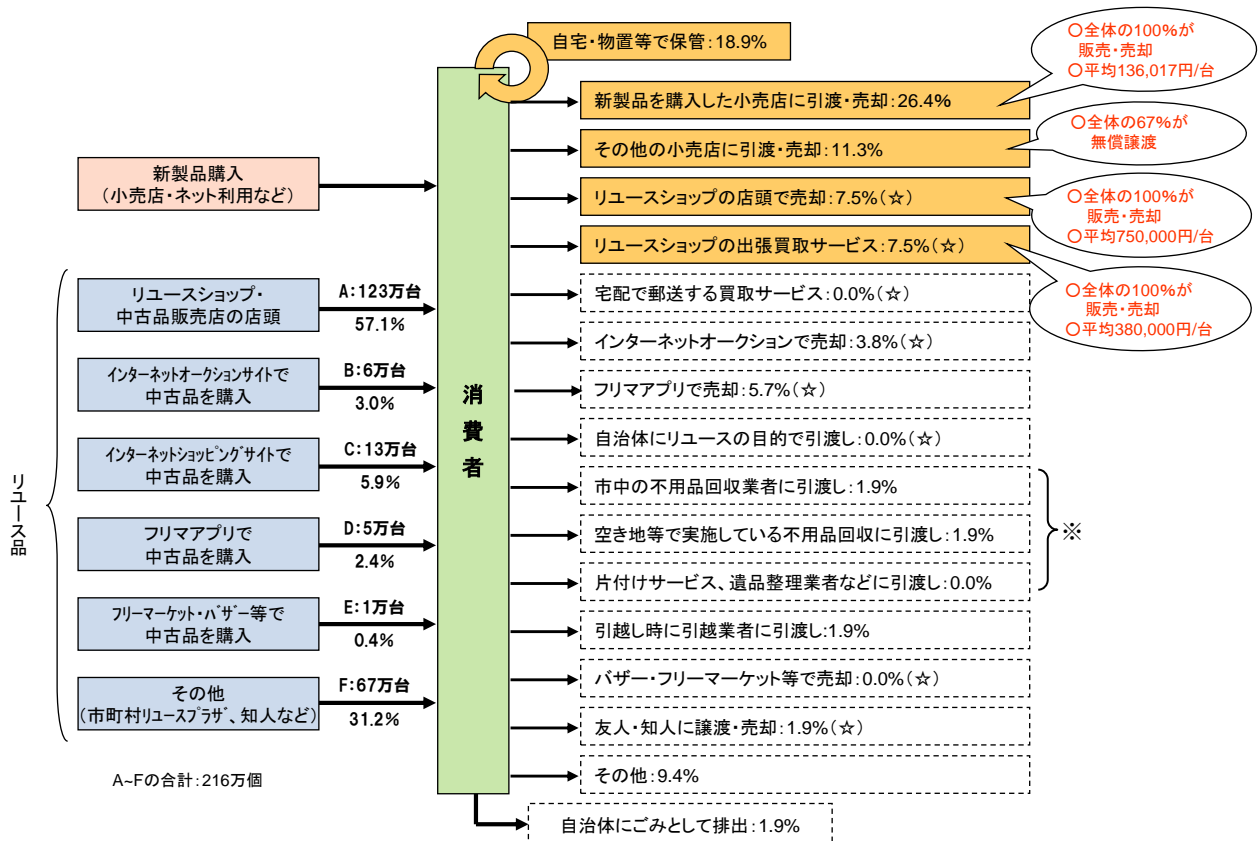 自宅・物置等で保管:18.9%
〇全体の100%が
販売・売却
〇平均136,017円/台
新製品を購入した小売店に引渡・売却:26.4%
〇全体の67%が
無償譲渡
その他の小売店に引渡・売却:11.3%
新製品購入
(小売店・ネット利用など)
リユースショップの店頭で売却:7.5%(☆)
〇全体の100%が
販売・売却
〇平均750,000円/台
リユースショップの出張買取サービス:7.5%(☆)
〇全体の100%が
販売・売却
〇平均380,000円/台
リユース品
リユースショップ・
中古品販売店の店頭
A:123万台
57.1%
宅配で郵送する買取サービス:0.0%(☆)
インターネットオークションで売却:3.8%(☆)
インターネットオークションサイトで
中古品を購入
B:6万台
3.0%
消費者
フリマアプリで売却:5.7%(☆)
自治体にリユースの目的で引渡し:0.0%(☆)
インターネットショッピングサイトで
中古品を購入
C:13万台
5.9%
市中の不用品回収業者に引渡し:1.9%
空き地等で実施している不用品回収に引渡し:1.9%
※
フリマアプリで
中古品を購入
D:5万台
2.4%
片付けサービス、遺品整理業者などに引渡し:0.0%
フリーマーケット・バザー等で
中古品を購入
E:1万台
0.4%
引越し時に引越業者に引渡し:1.9%
バザー・フリーマーケット等で売却:0.0%(☆)
その他
(市町村リユースプラザ、知人など)
F:67万台
31.2%
友人・知人に譲渡・売却:1.9%(☆)
その他:9.4%
A~Fの合計:216万個
自治体にごみとして排出:1.9%